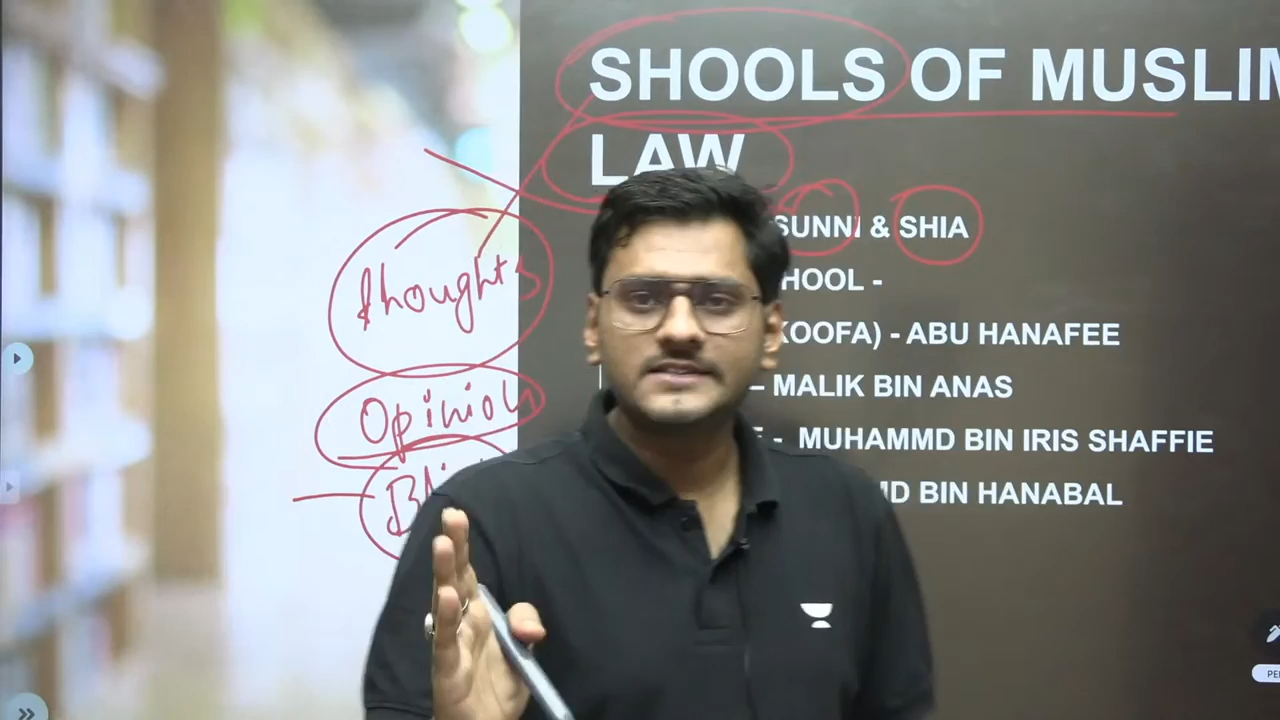 SHOOLS OF MUSLIM
LAW
SUNNI & SHIA
HOOL -
KOOFA) - ABU HANAFEE
– MALIK BIN ANAS
- MUHAMMD BIN IRIS SHAFFIE
BIN HANABAL
thoughts
Opinion